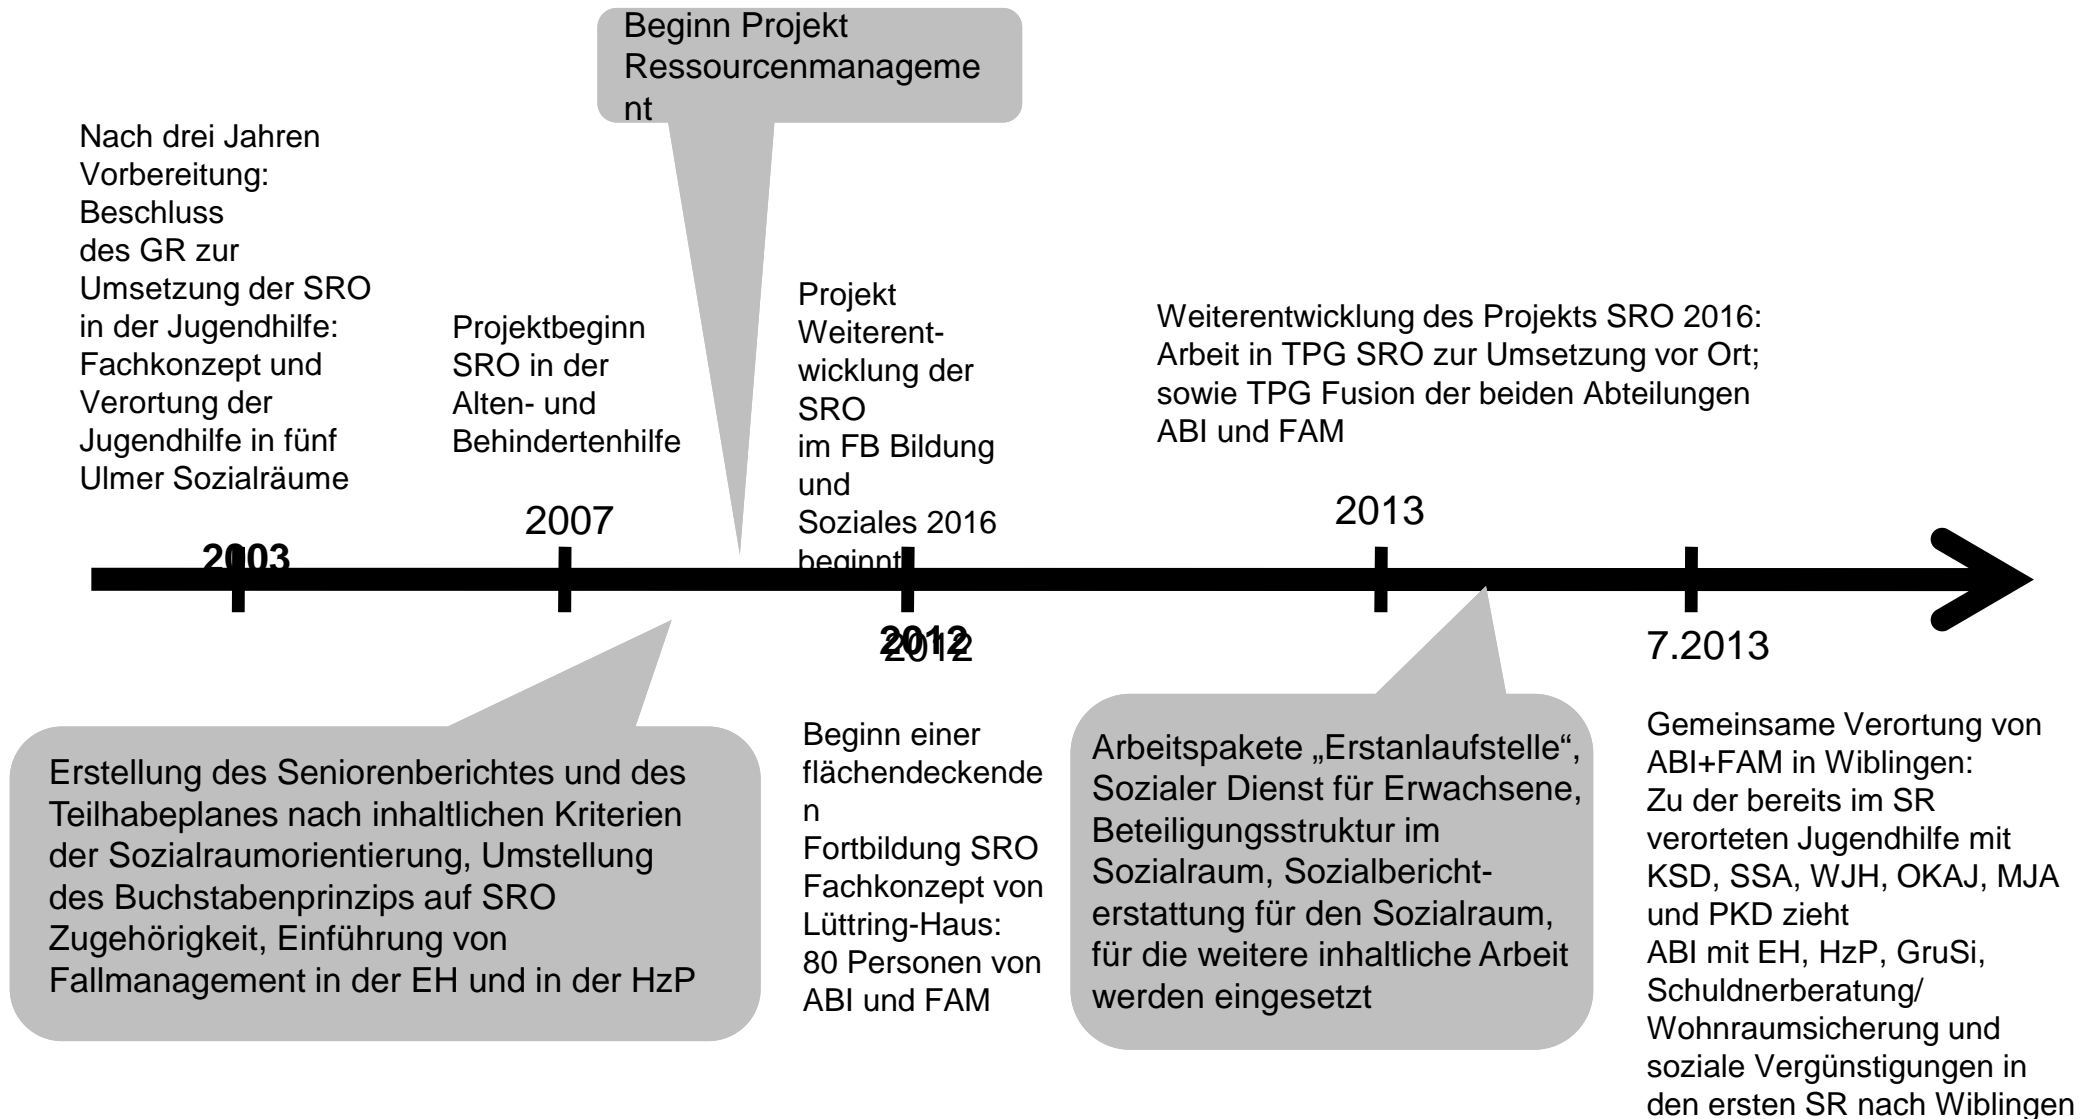 Beginn Projekt
Ressourcenmanageme
nt
Nach drei Jahren
Vorbereitung:
Beschluss
des GR zur
Umsetzung der SRO
in der Jugendhilfe:
Fachkonzept und
Verortung der
Jugendhilfe in fünf
Ulmer Sozialräume
2003
Projektbeginn
SRO in der
Alten- und
Behindertenhilfe
2007
Projekt
Weiterent-
wicklung der
SRO
im FB Bildung
und
Soziales 2016
beginnt
Weiterentwicklung des Projekts SRO 2016:
Arbeit in TPG SRO zur Umsetzung vor Ort;
sowie TPG Fusion der beiden Abteilungen
ABI und FAM
2013
2012
2012
7.2013
Erstellung des Seniorenberichtes und des
Teilhabeplanes nach inhaltlichen Kriterien
der Sozialraumorientierung, Umstellung
des Buchstabenprinzips auf SRO
Zugehörigkeit, Einführung von
Fallmanagement in der EH und in der HzP
Beginn einer
flächendeckende
n
Fortbildung SRO
Fachkonzept von
Lüttring-Haus:
80 Personen von
ABI und FAM
Arbeitspakete „Erstanlaufstelle“,
Sozialer Dienst für Erwachsene,
Beteiligungsstruktur im
Sozialraum, Sozialbericht-
erstattung für den Sozialraum,
für die weitere inhaltliche Arbeit
werden eingesetzt
Gemeinsame Verortung von
ABI+FAM in Wiblingen:
Zu der bereits im SR
verorteten Jugendhilfe mit
KSD, SSA, WJH, OKAJ, MJA
und PKD zieht
ABI mit EH, HzP, GruSi,
Schuldnerberatung/
Wohnraumsicherung und
soziale Vergünstigungen in
den ersten SR nach Wiblingen